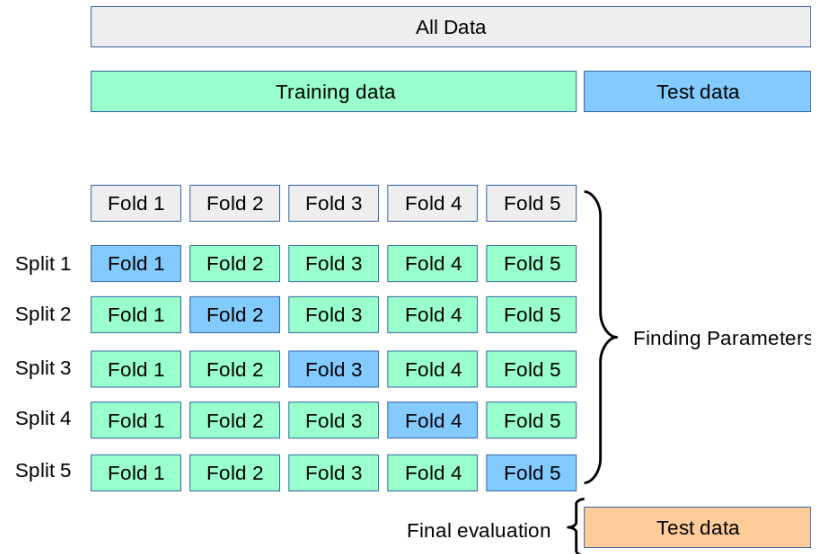 All Data
Training data Test data
Fold 1 Fold 2 Fold 3 Fold 4 Fold 5
Split 1 Fold 1 Fold 2 Fold 3 Fold 4 Fold 5
Split 2 Fold 1 Fold 2 Fold 3 Fold 4 Fold 5
Finding Parameters
Split 3 Fold 1 Fold 2 Fold 3 Fold 4 Fold 5
Split 4 Fold 1 Fold 2 Fold 3 Fold 4 Fold 5
Split 5 Fold 1 Fold 2 Fold 3 Fold 4 Fold 5
Final evaluation Test data